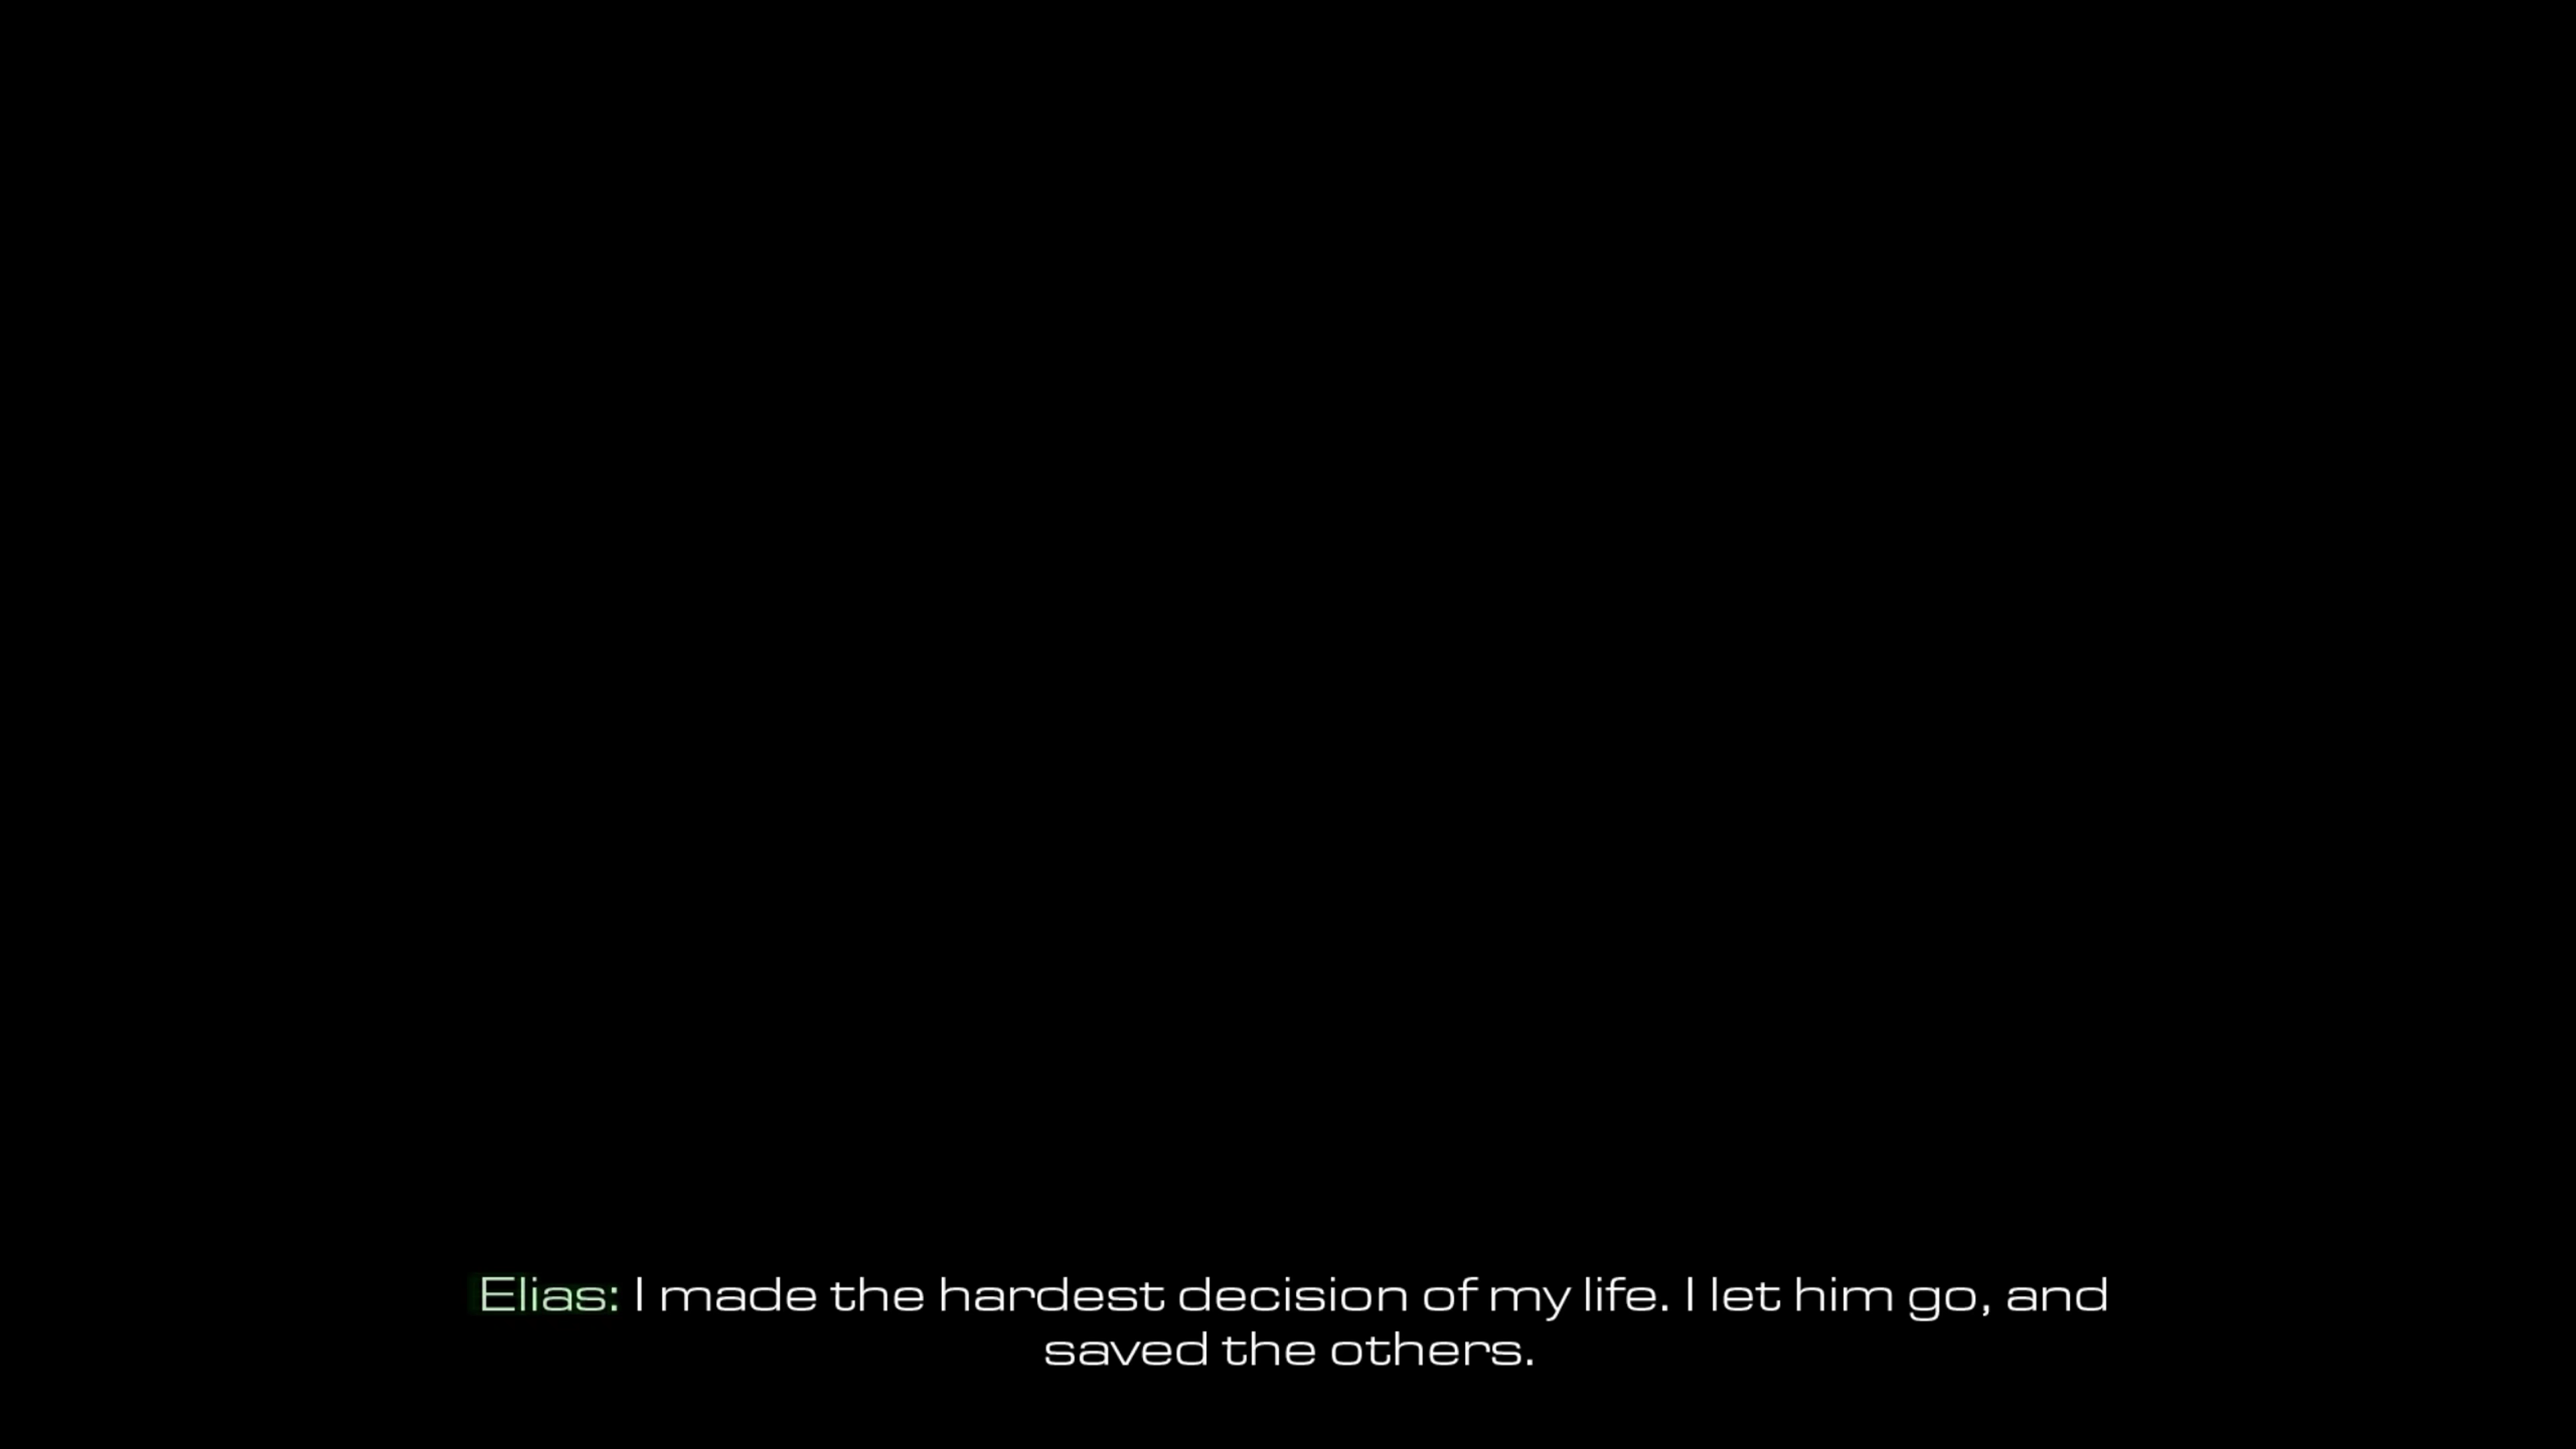 Elias: I made the hardest decision of my life. I let him go, and
saved the others.